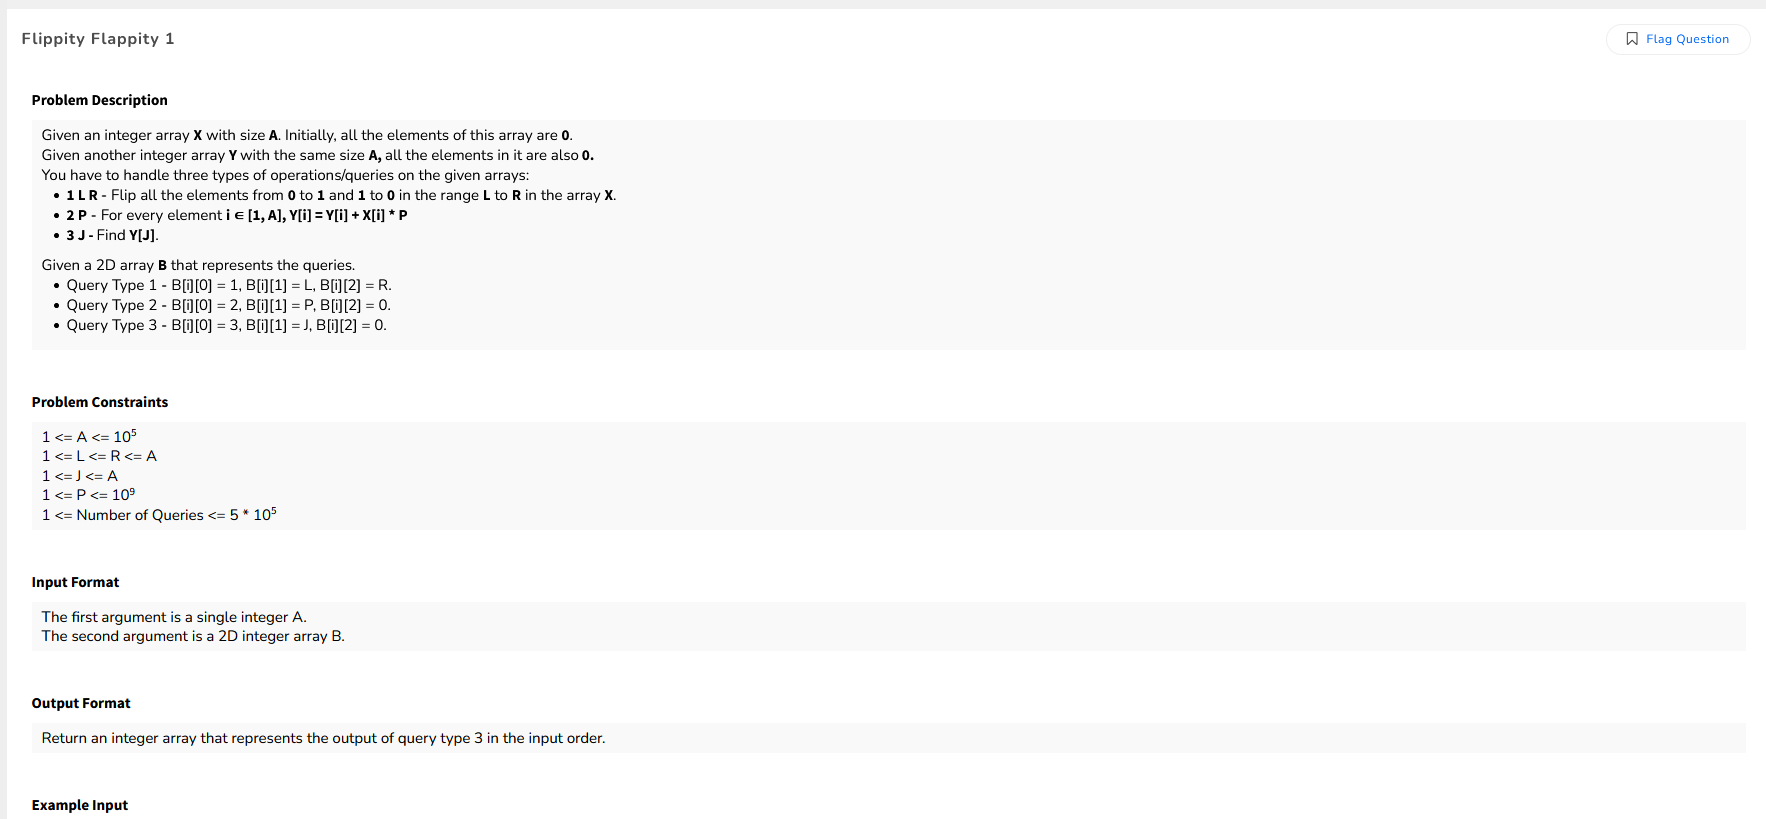 Flippity Flappity 1
Flag Question
Problem Description
Given an integer array X with size A. Initially, all the elements of this array are 0.
Given another integer array Y with the same size A, all the elements in it are also 0.
You have to handle three types of operations/queries on the given arrays:
• 1 L R - Flip all the elements from 0 to 1 and 1 to 0 in the range L to R in the array X.
• 2 P - For every element i ∈ [1, A], Y[i] = Y[i] + X[i] * P
• 3 J - Find Y[J].
Given a 2D array B that represents the queries.
• Query Type 1 - B[i][0] = 1, B[i][1] = L, B[i][2] = R.
• Query Type 2 - B[i][0] = 2, B[i][1] = P, B[i][2] = 0.
• Query Type 3 - B[i][0] = 3, B[i][1] = J, B[i][2] = 0.
Problem Constraints
1 <= A <= 10⁵
1 <= L <= R <= A
1 <= J <= A
1 <= P <= 10⁹
1 <= Number of Queries <= 5 * 10⁵
Input Format
The first argument is a single integer A.
The second argument is a 2D integer array B.
Output Format
Return an integer array that represents the output of query type 3 in the input order.
Example Input